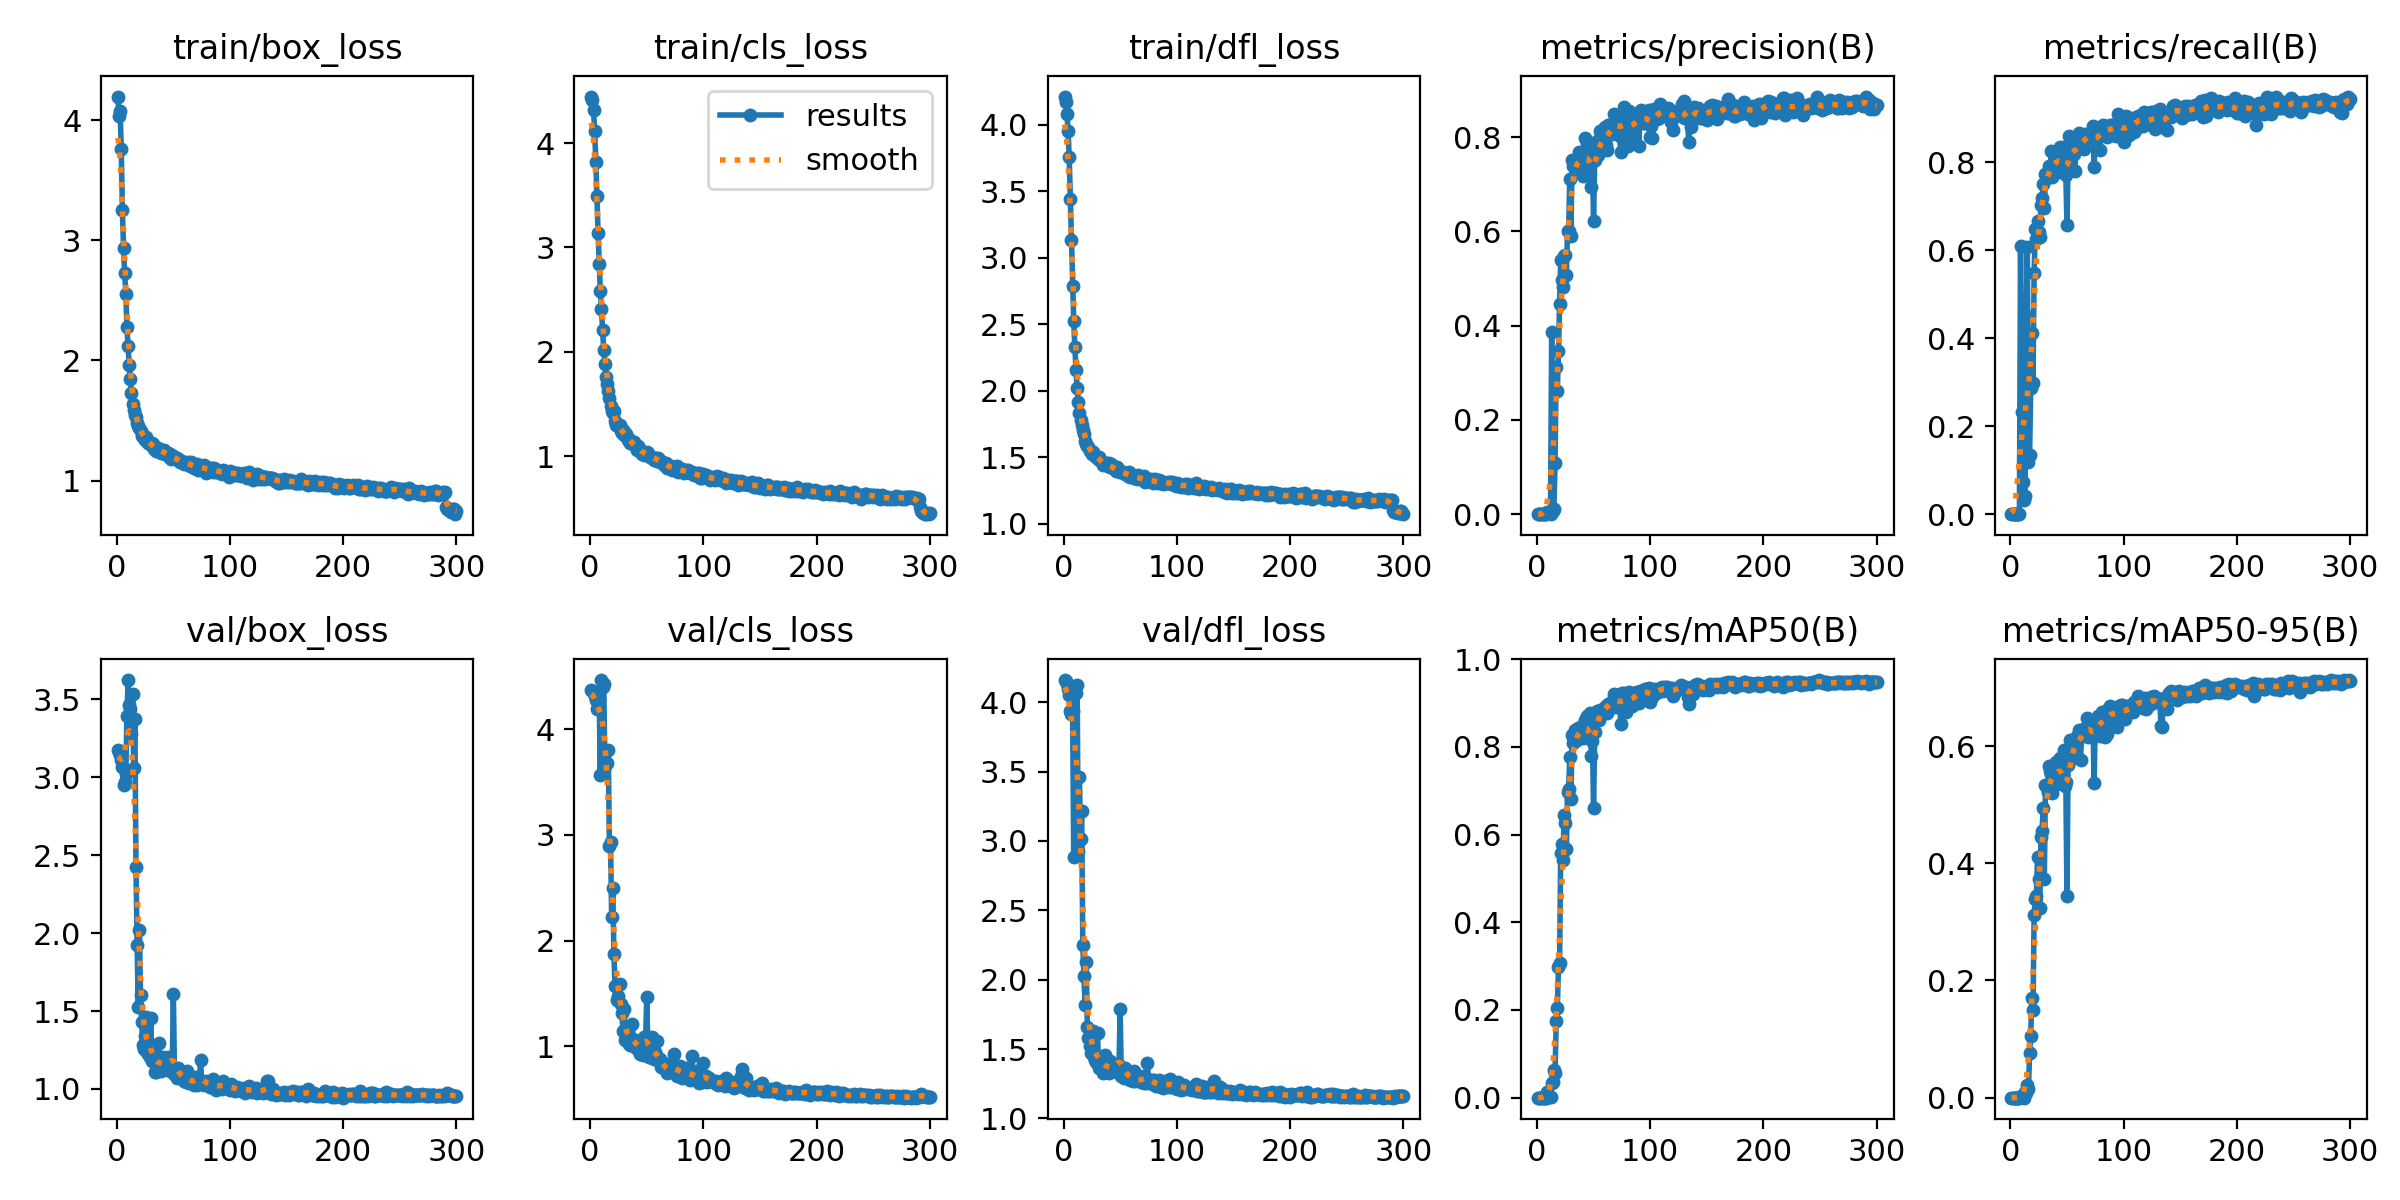 train/box_loss
4
3
2
1
0 100 200 300
train/cls_loss
results
smooth
4
3
2
1
0 100 200 300
train/dfl_loss
4.0
3.5
3.0
2.5
2.0
1.5
1.0
0 100 200 300
metrics/precision(B)
0.8
0.6
0.4
0.2
0.0
0 100 200 300
metrics/recall(B)
0.8
0.6
0.4
0.2
0.0
0 100 200 300
val/box_loss
3.5
3.0
2.5
2.0
1.5
1.0
0 100 200 300
val/cls_loss
4
3
2
1
0 100 200 300
val/dfl_loss
4.0
3.5
3.0
2.5
2.0
1.5
1.0
0 100 200 300
metrics/mAP50(B)
1.0
0.8
0.6
0.4
0.2
0.0
0 100 200 300
metrics/mAP50-95(B)
0.6
0.4
0.2
0.0
0 100 200 300